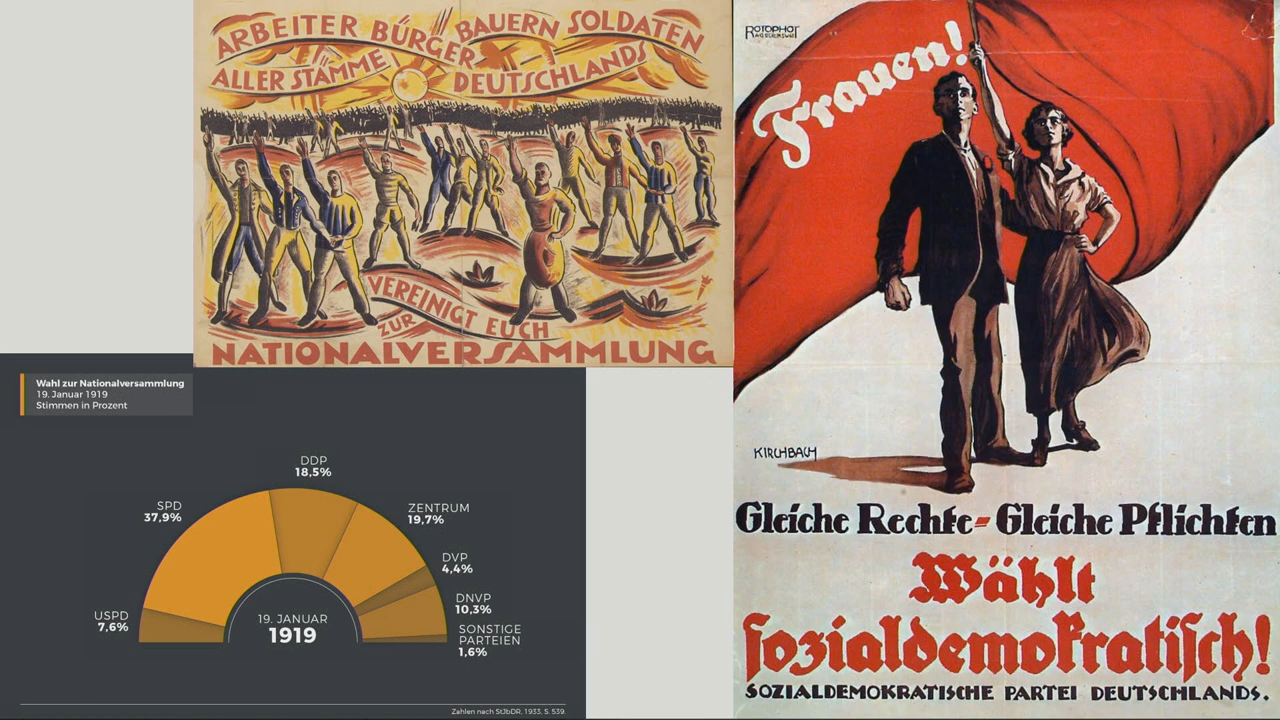 ARBEITER BÜRGER BAUERN SOLDATEN
ALLER STÄMME DEUTSCHLANDS
VEREINIGT EUCH
ZUR
NATIONALVERSAMMLUNG
Wahl zur Nationalversammlung
19. Januar 1919
Stimmen in Prozent
DDP
18,5%
SPD
37,9%
ZENTRUM
19,7%
DVP
4,4%
DNVP
10,3%
USPD
7,6%
SONSTIGE
PARTEIEN
1,6%
19. JANUAR
1919
Zahlen nach StJbDR, 1933, S. 539.
ROTOPHOT
Frauen!
KIRCHBACH
Gleiche Rechte - Gleiche Pflichten
Wählt
sozialdemokratisch!
SOZIALDEMOKRATISCHE PARTEI DEUTSCHLANDS.